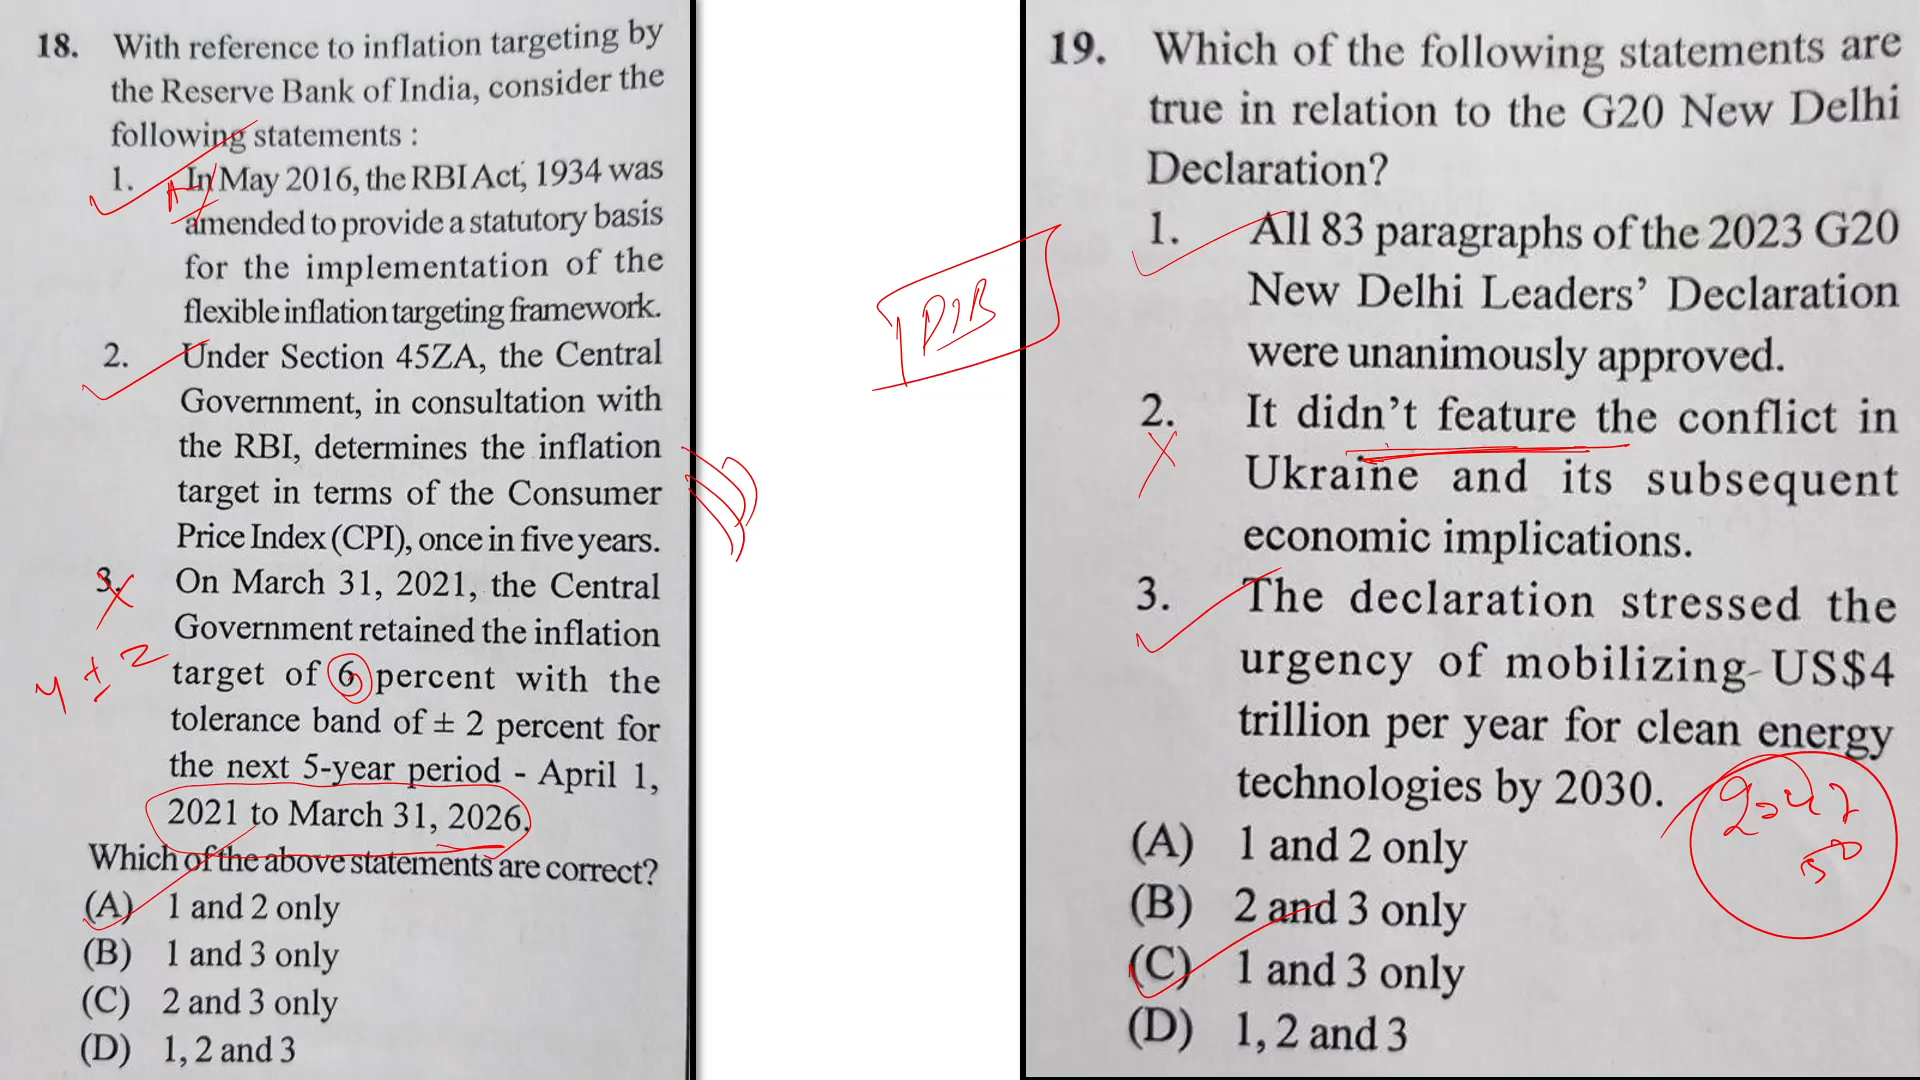 18. With reference to inflation targeting by
the Reserve Bank of India, consider the
following statements :
1. In May 2016, the RBI Act, 1934 was
amended to provide a statutory basis
for the implementation of the
flexible inflation targeting framework.
2. Under Section 45ZA, the Central
Government, in consultation with
the RBI, determines the inflation
target in terms of the Consumer
Price Index (CPI), once in five years.
3. On March 31, 2021, the Central
Government retained the inflation
target of 6 percent with the
tolerance band of ± 2 percent for
the next 5-year period - April 1,
2021 to March 31, 2026.
4 ± 2
Which of the above statements are correct?
(A) 1 and 2 only
(B) 1 and 3 only
(C) 2 and 3 only
(D) 1, 2 and 3
PIB
19. Which of the following statements are
true in relation to the G20 New Delhi
Declaration?
1. All 83 paragraphs of the 2023 G20
New Delhi Leaders' Declaration
were unanimously approved.
2. It didn't feature the conflict in
Ukraine and its subsequent
economic implications.
3. The declaration stressed the
urgency of mobilizing US$4
trillion per year for clean energy
technologies by 2030.
2047
50
(A) 1 and 2 only
(B) 2 and 3 only
(C) 1 and 3 only
(D) 1, 2 and 3